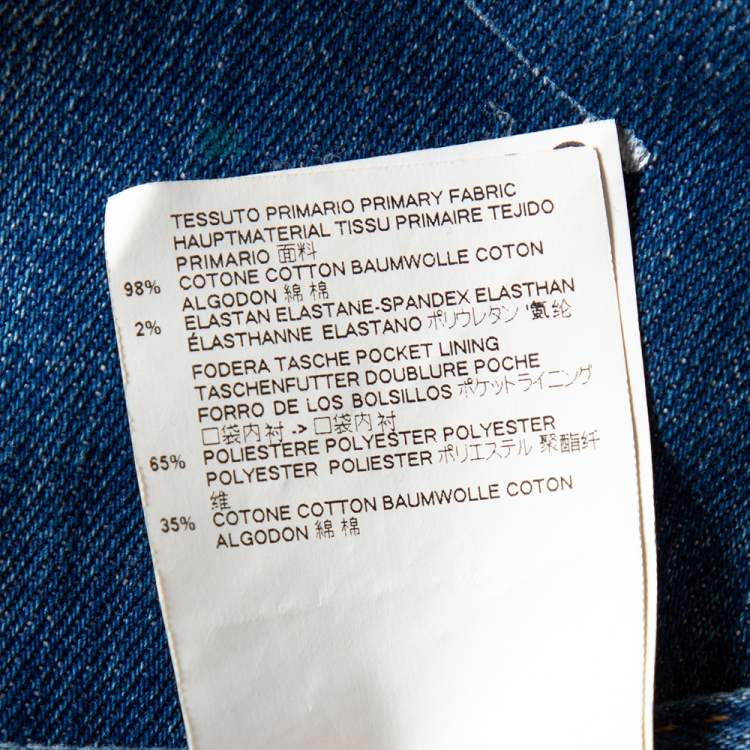 TESSUTO PRIMARIO PRIMARY FABRIC
HAUPTMATERIAL TISSU PRIMAIRE TEJIDO
PRIMARIO 面料
98% COTONE COTTON BAUMWOLLE COTON
ALGODON 綿 棉
2% ELASTAN ELASTANE-SPANDEX ELASTHAN
ÉLASTHANNE ELASTANO ポリウレタン '氨纶
FODERA TASCHE POCKET LINING
TASCHENFUTTER DOUBLURE POCHE
FORRO DE LOS BOLSILLOS ポケットライニング
口袋内衬 -> 口袋内衬
65% POLIESTERE POLYESTER POLYESTER
POLYESTER POLIESTER ポリエステル 聚酯纤
维
35% COTONE COTTON BAUMWOLLE COTON
ALGODON 綿 棉